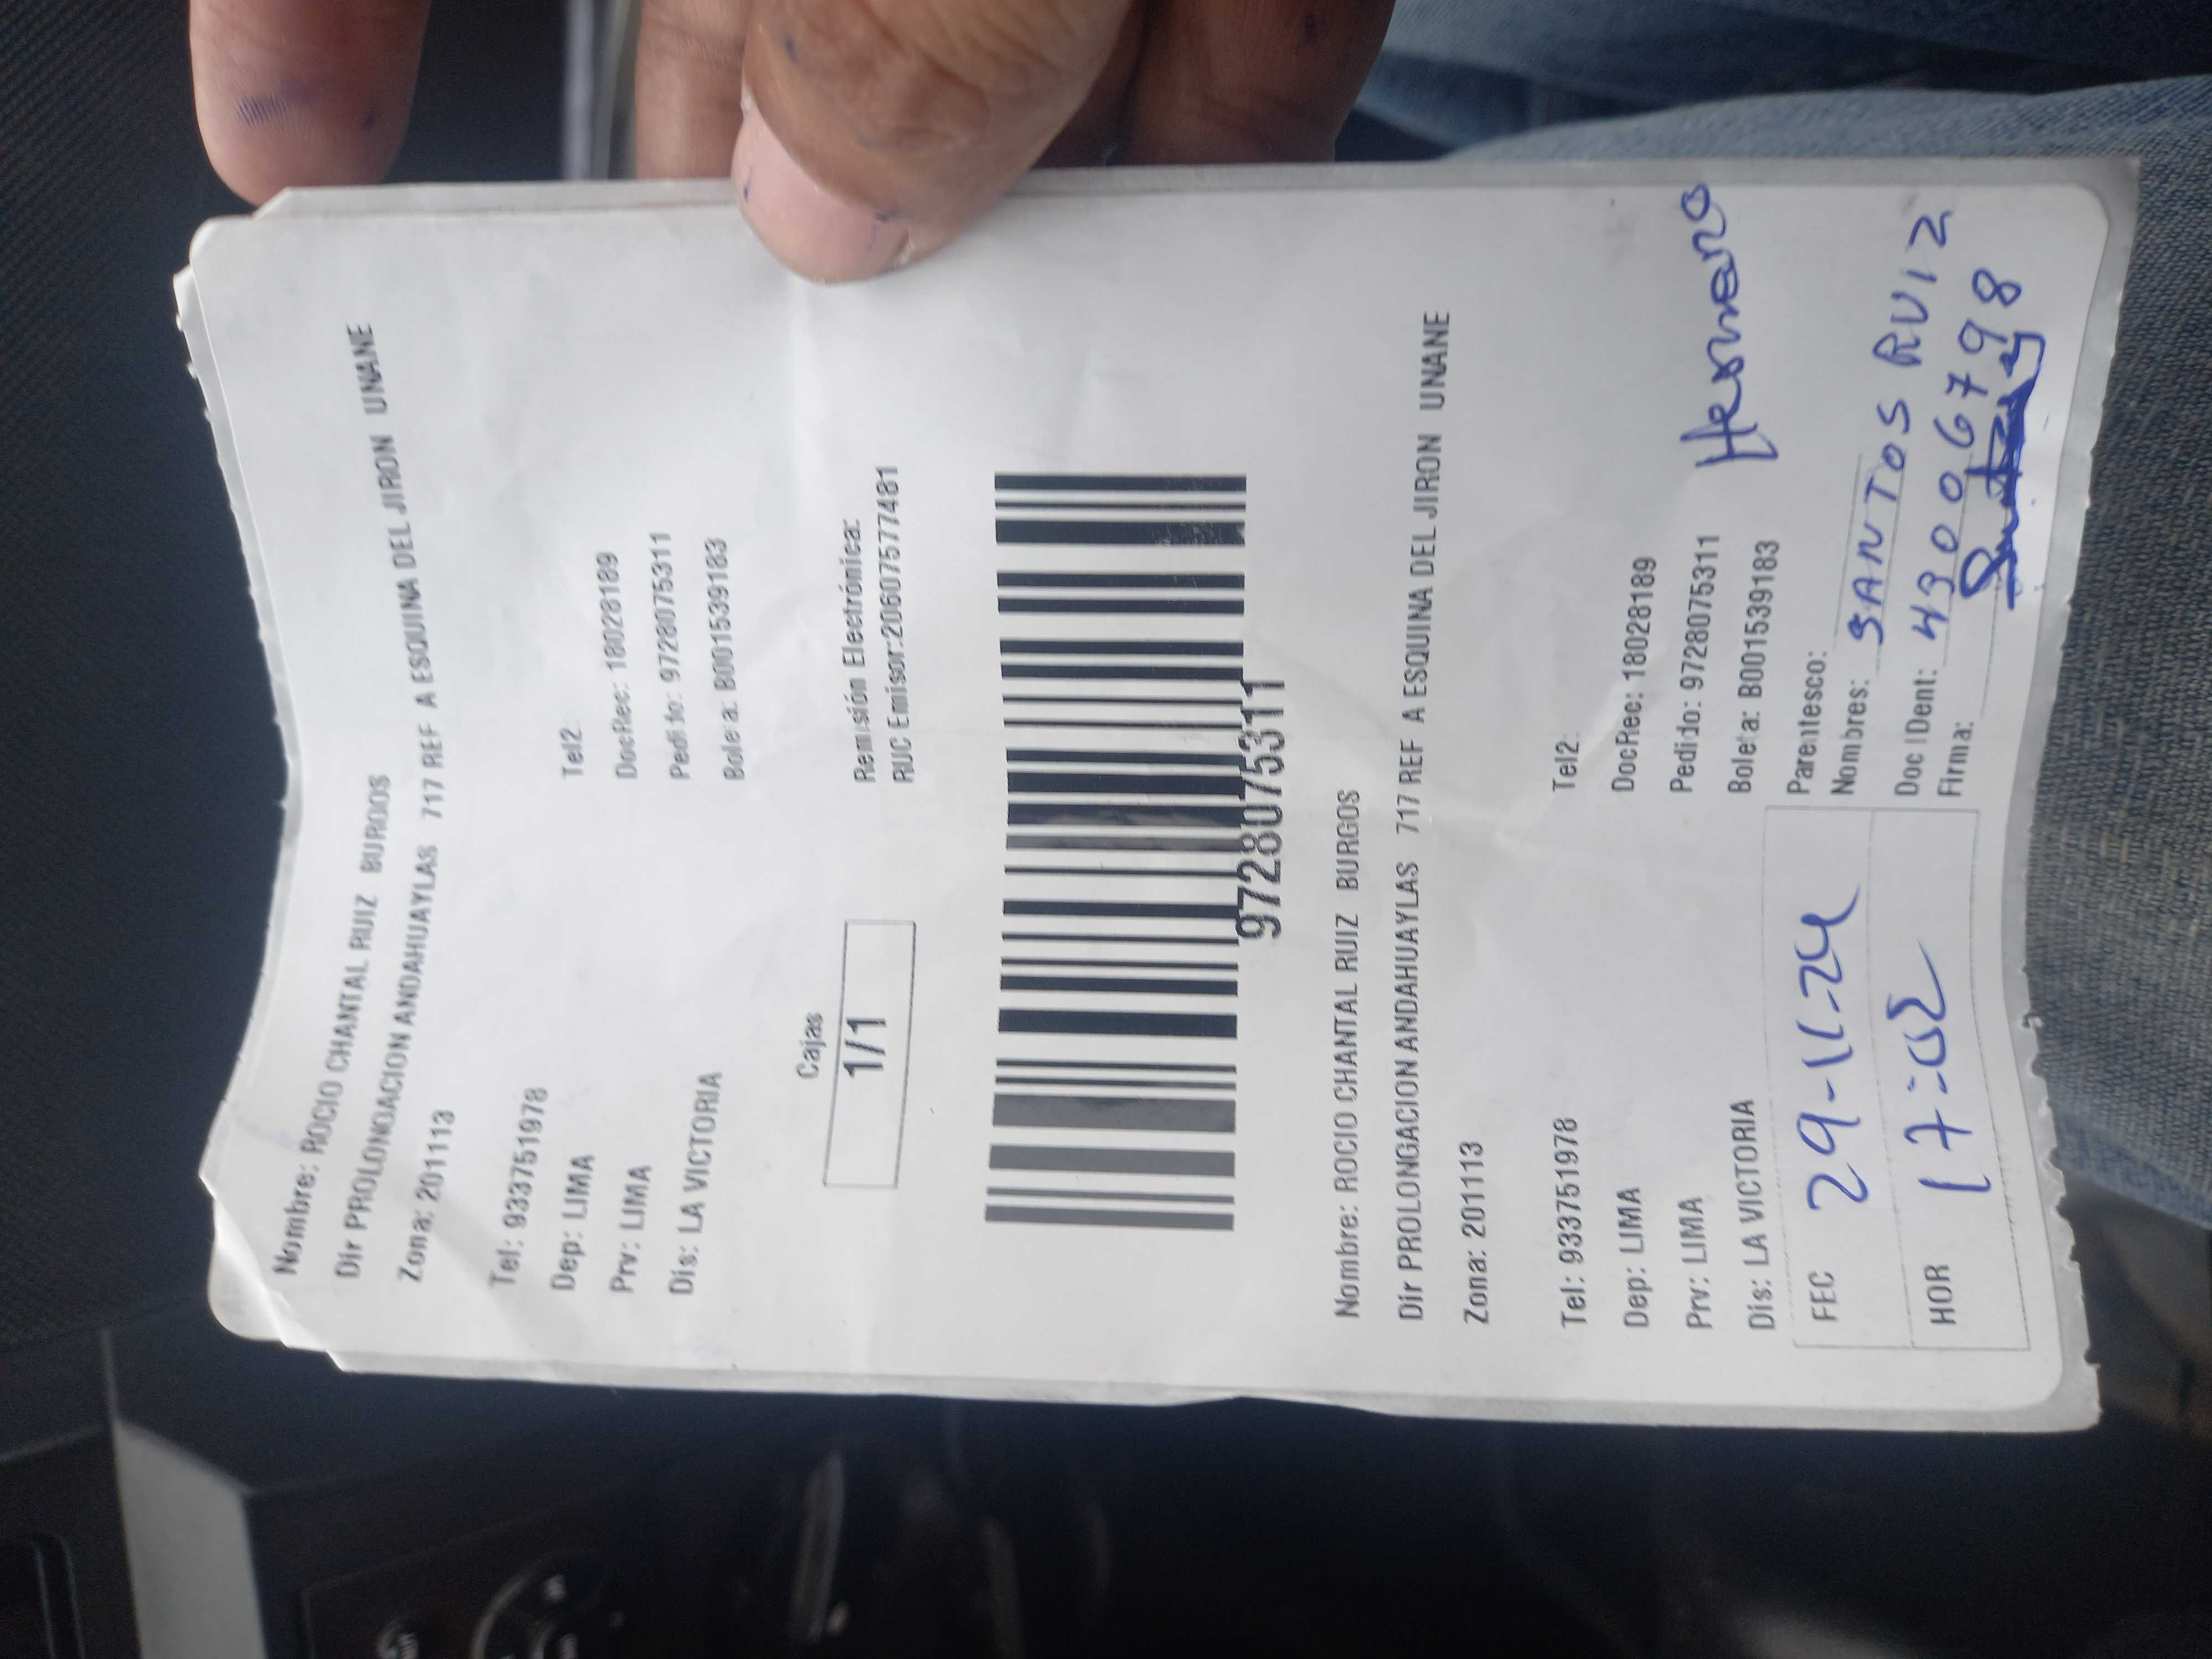 Nombre: ROCIO CHANTAL RUIZ BURGOS
Dir PROLONGACION ANDAHUAYLAS 717 REF A ESQUINA DEL JIRON UNANE
Zona: 201113
Tel: 933751978 Tel2:
Dep: LIMA DocRec: 18028189
Prv: LIMA Pedido: 9728075311
Dis: LA VICTORIA Boleta: B001539183
Cajas Remisión Electrónica:
1/1 RUC Emisor:20607577481
9728075311
Nombre: ROCIO CHANTAL RUIZ BURGOS
Dir PROLONGACION ANDAHUAYLAS 717 REF A ESQUINA DEL JIRON UNANE
Zona: 201113
Tel: 933751978 Tel2:
Dep: LIMA DocRec: 18028189
Prv: LIMA Pedido: 9728075311
Dis: LA VICTORIA Boleta: B001539183
Parentesco: Hermano
FEC 29-11-24 Nombres: SANTOS RUIZ
Doc IDent: 43006798
HOR Firma: